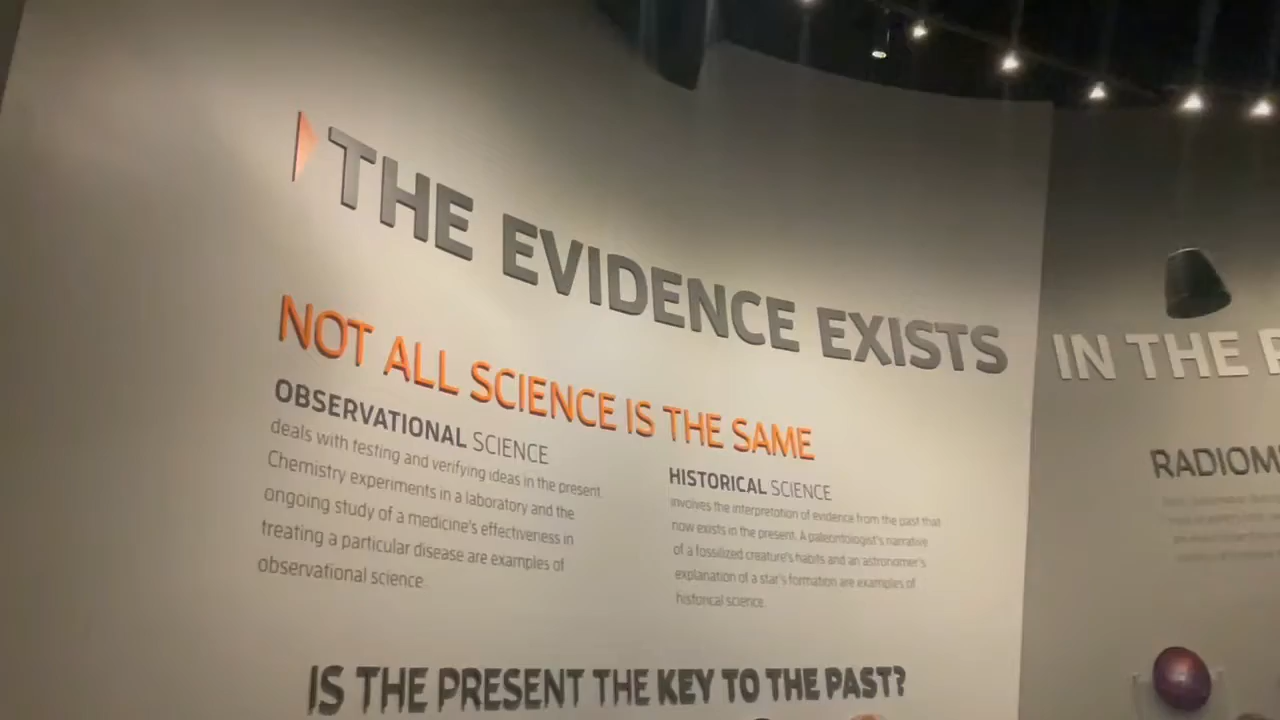 THE EVIDENCE EXISTS
NOT ALL SCIENCE IS THE SAME
OBSERVATIONAL SCIENCE
deals with testing and verifying ideas in the present.
Chemistry experiments in a laboratory and the
ongoing study of a medicine's effectiveness in
treating a particular disease are examples of
observational science.
HISTORICAL SCIENCE
involves the interpretation of evidence from the past that
now exists in the present. A paleontologist's narrative
of a fossilized creature's habits and an astronomer's
explanation of a star's formation are examples of
historical science.
IS THE PRESENT THE KEY TO THE PAST?
IN THE
RADIOM